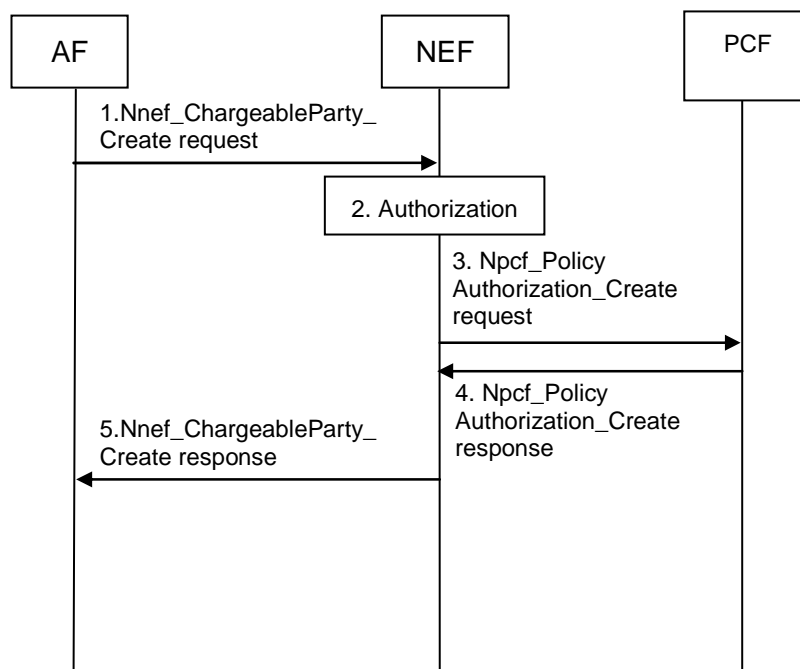 AF
NEF
PCF
1.Nnef_ChargeableParty_
Create request
2. Authorization
3. Npcf_Policy
Authorization_Create
request
4. Npcf_Policy
Authorization_Create
response
5.Nnef_ChargeableParty_
Create response